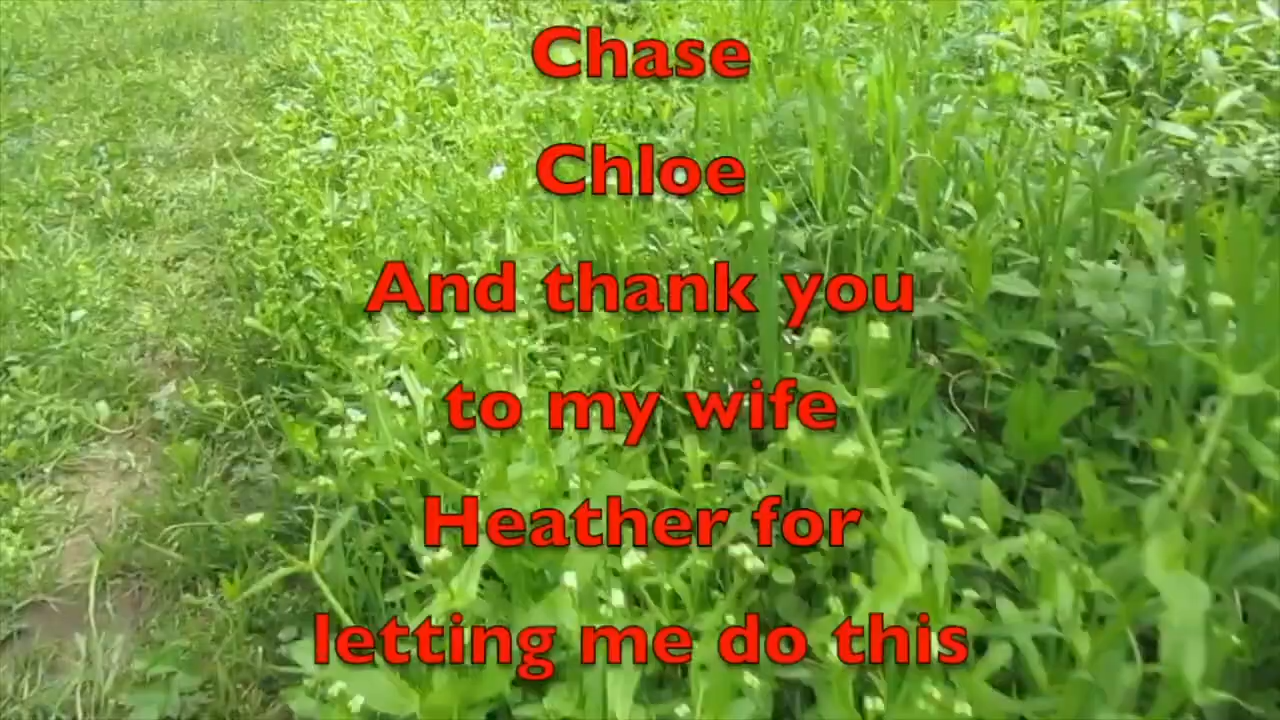 Chase
Chloe
And thank you
to my wife
Heather for
letting me do this